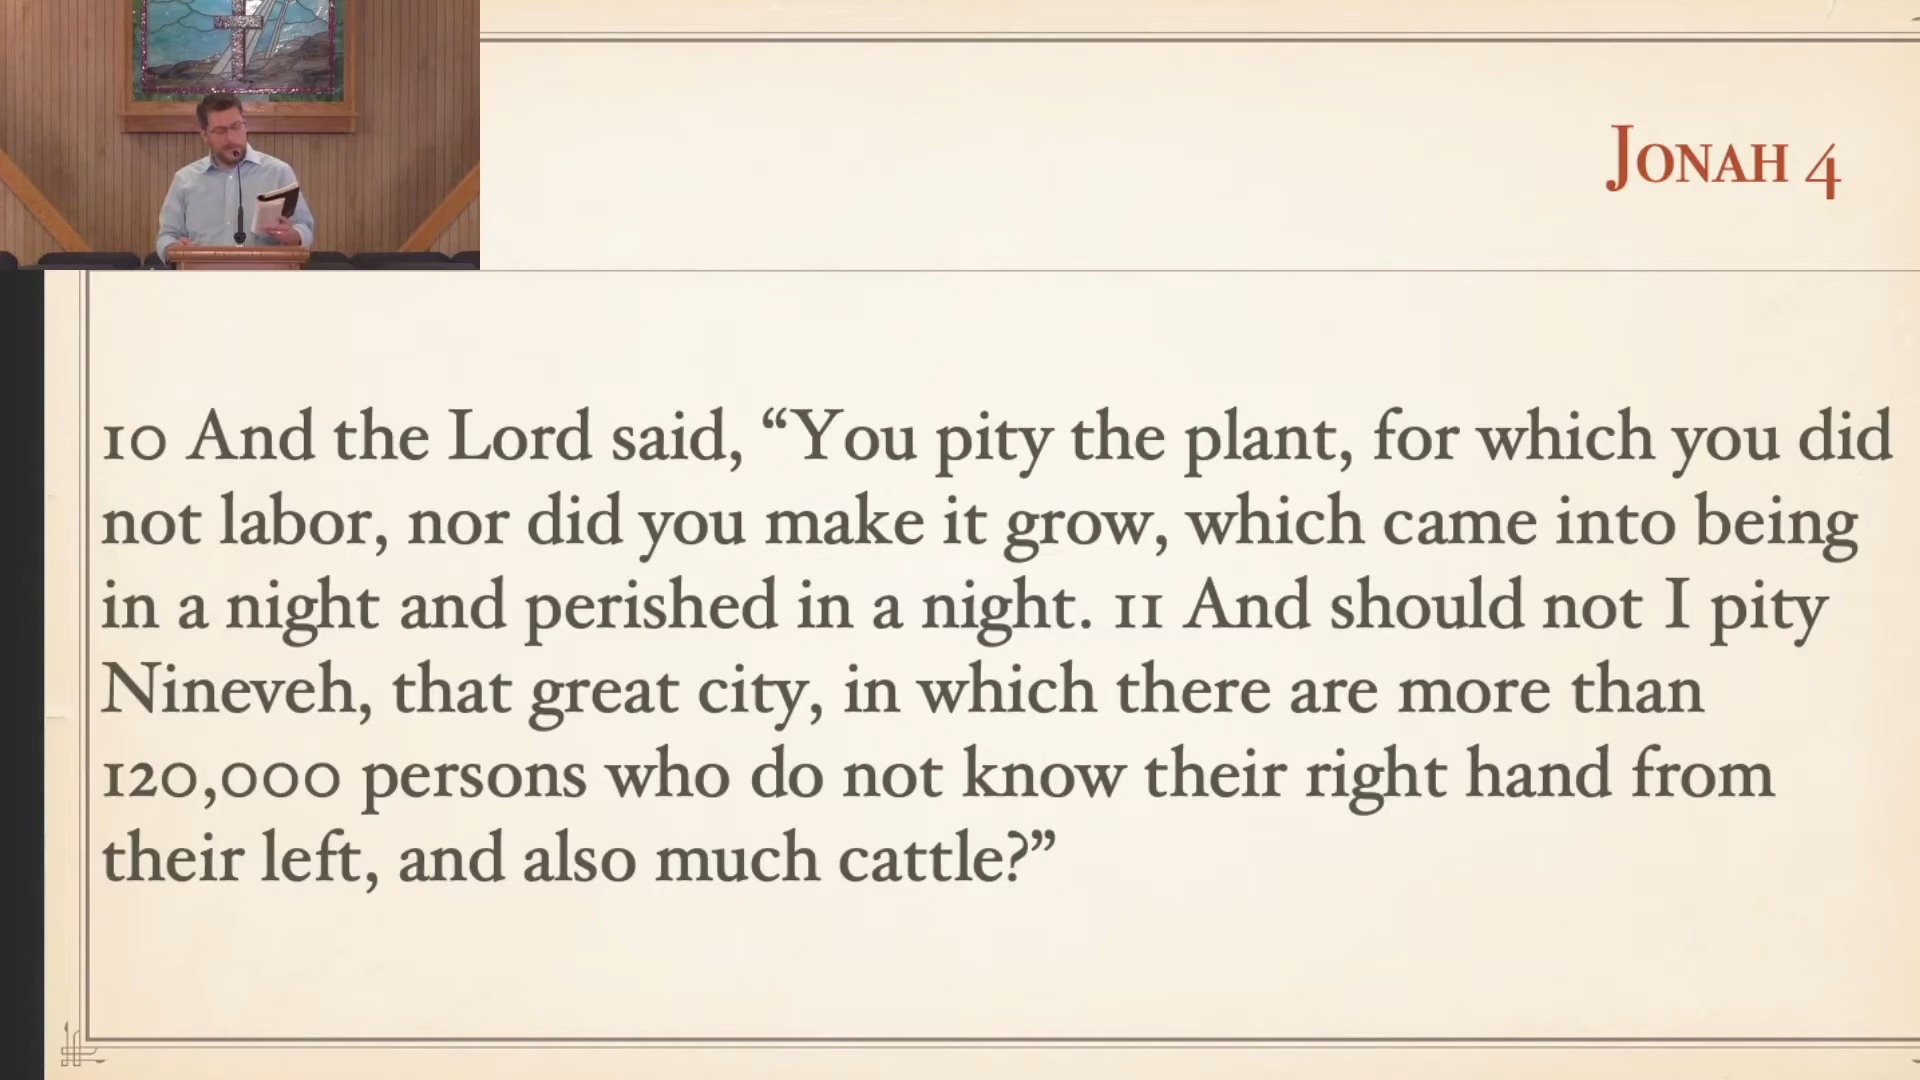 Jonah 4
10 And the Lord said, “You pity the plant, for which you did
not labor, nor did you make it grow, which came into being
in a night and perished in a night. 11 And should not I pity
Nineveh, that great city, in which there are more than
120,000 persons who do not know their right hand from
their left, and also much cattle?”